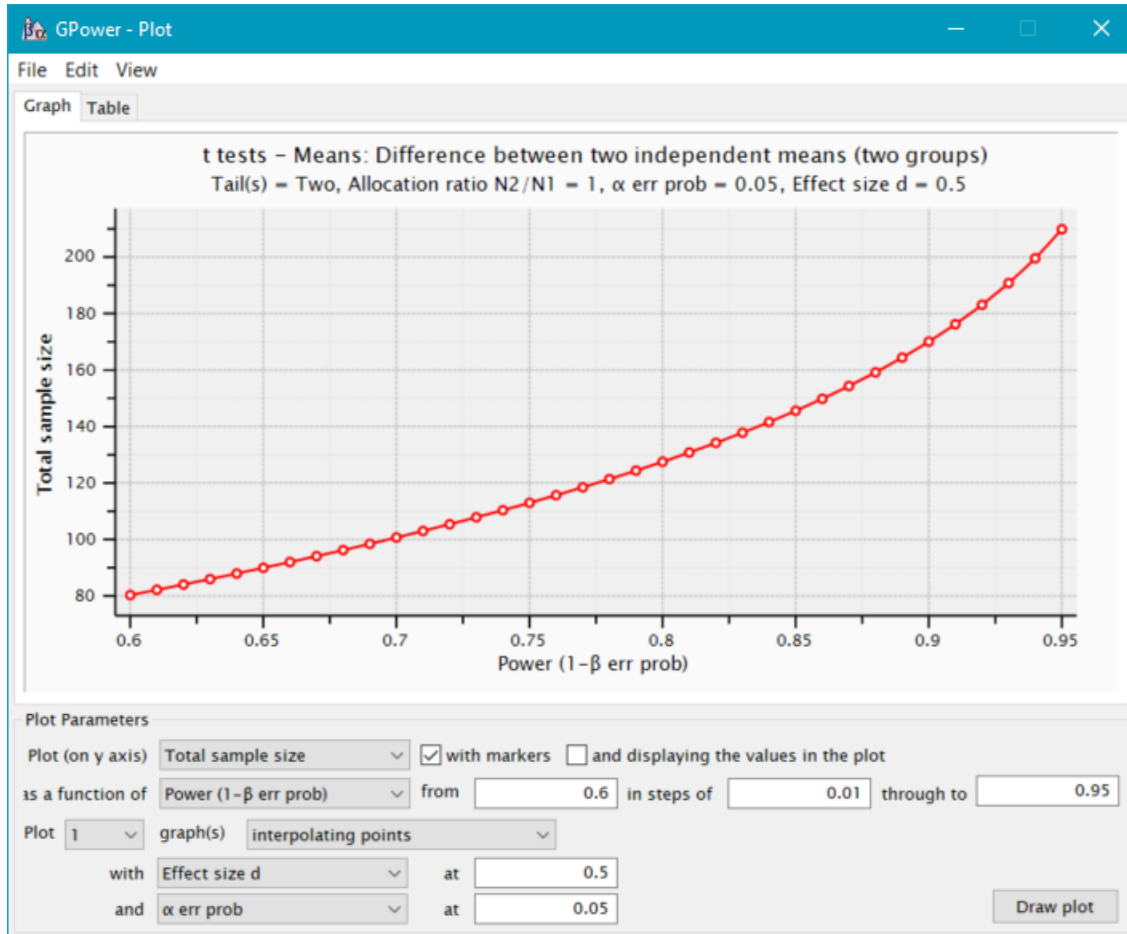 GPower - Plot
File Edit View
Graph Table
t tests – Means: Difference between two independent means (two groups)
Tail(s) = Two, Allocation ratio N2/N1 = 1, α err prob = 0.05, Effect size d = 0.5
Total sample size
200
180
160
140
120
100
80
0.6 0.65 0.7 0.75 0.8 0.85 0.9 0.95
Power (1-β err prob)
Plot Parameters
Plot (on y axis) Total sample size with markers and displaying the values in the plot
as a function of Power (1-β err prob) from 0.6 in steps of 0.01 through to 0.95
Plot 1 graph(s) interpolating points
with Effect size d at 0.5
and α err prob at 0.05
Draw plot